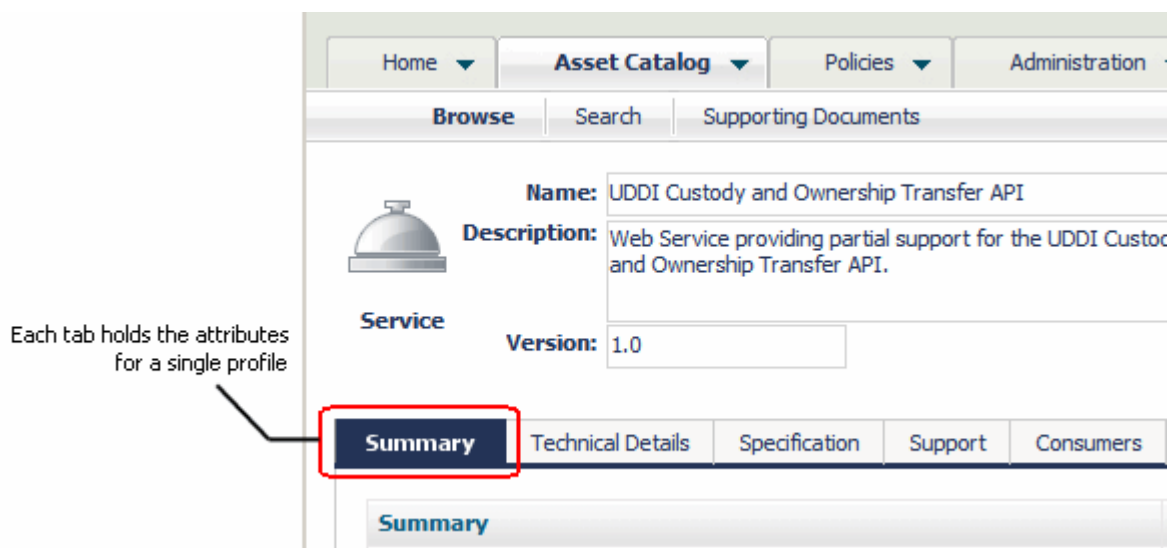 Home
Asset Catalog
Policies
Administration
Browse
Search
Supporting Documents
Name: UDDI Custody and Ownership Transfer API
Description: Web Service providing partial support for the UDDI Custod
and Ownership Transfer API.
Service
Version: 1.0
Each tab holds the attributes
for a single profile
Summary
Technical Details
Specification
Support
Consumers
Summary